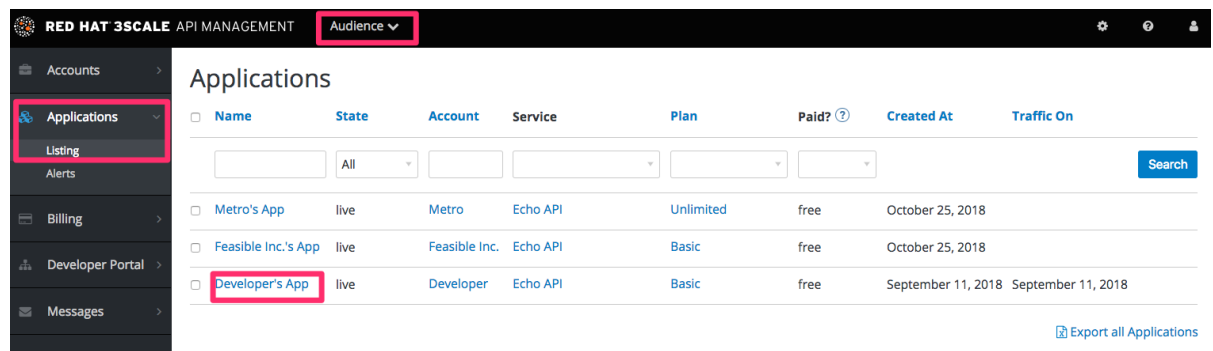 RED HAT 3SCALE API MANAGEMENT Audience
Accounts
Applications
Listing
Alerts
Billing
Developer Portal
Messages
Applications
Name State Account Service Plan Paid? ? Created At Traffic On
All Search
Metro's App live Metro Echo API Unlimited free October 25, 2018
Feasible Inc.'s App live Feasible Inc. Echo API Basic free October 25, 2018
Developer's App live Developer Echo API Basic free September 11, 2018 September 11, 2018
Export all Applications